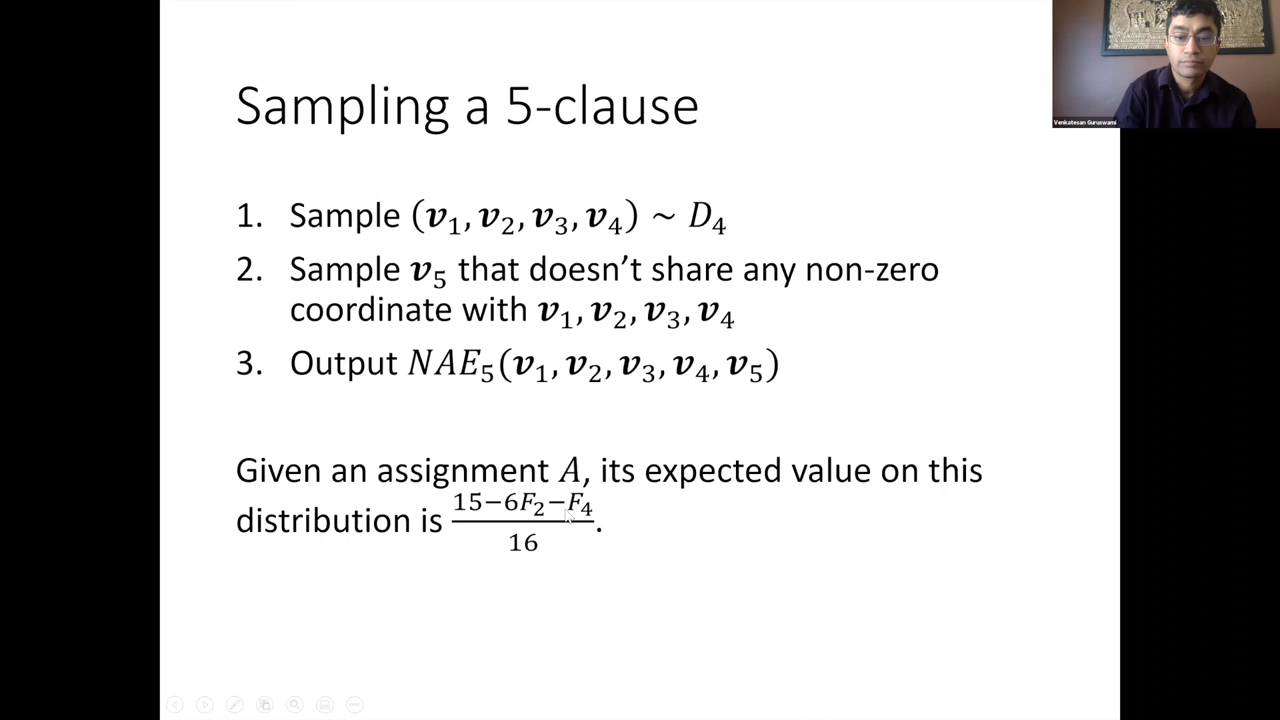 Sampling a 5-clause
1. Sample (𝒗₁, 𝒗₂, 𝒗₃, 𝒗₄) ~ 𝐷₄
2. Sample 𝒗₅ that doesn’t share any non-zero
coordinate with 𝒗₁, 𝒗₂, 𝒗₃, 𝒗₄
3. Output 𝑁𝐴𝐸₅(𝒗₁, 𝒗₂, 𝒗₃, 𝒗₄, 𝒗₅)
Given an assignment 𝐴, its expected value on this
distribution is (15−6𝐹₂−𝐹₄)/16.
Venkatesan Guruswami